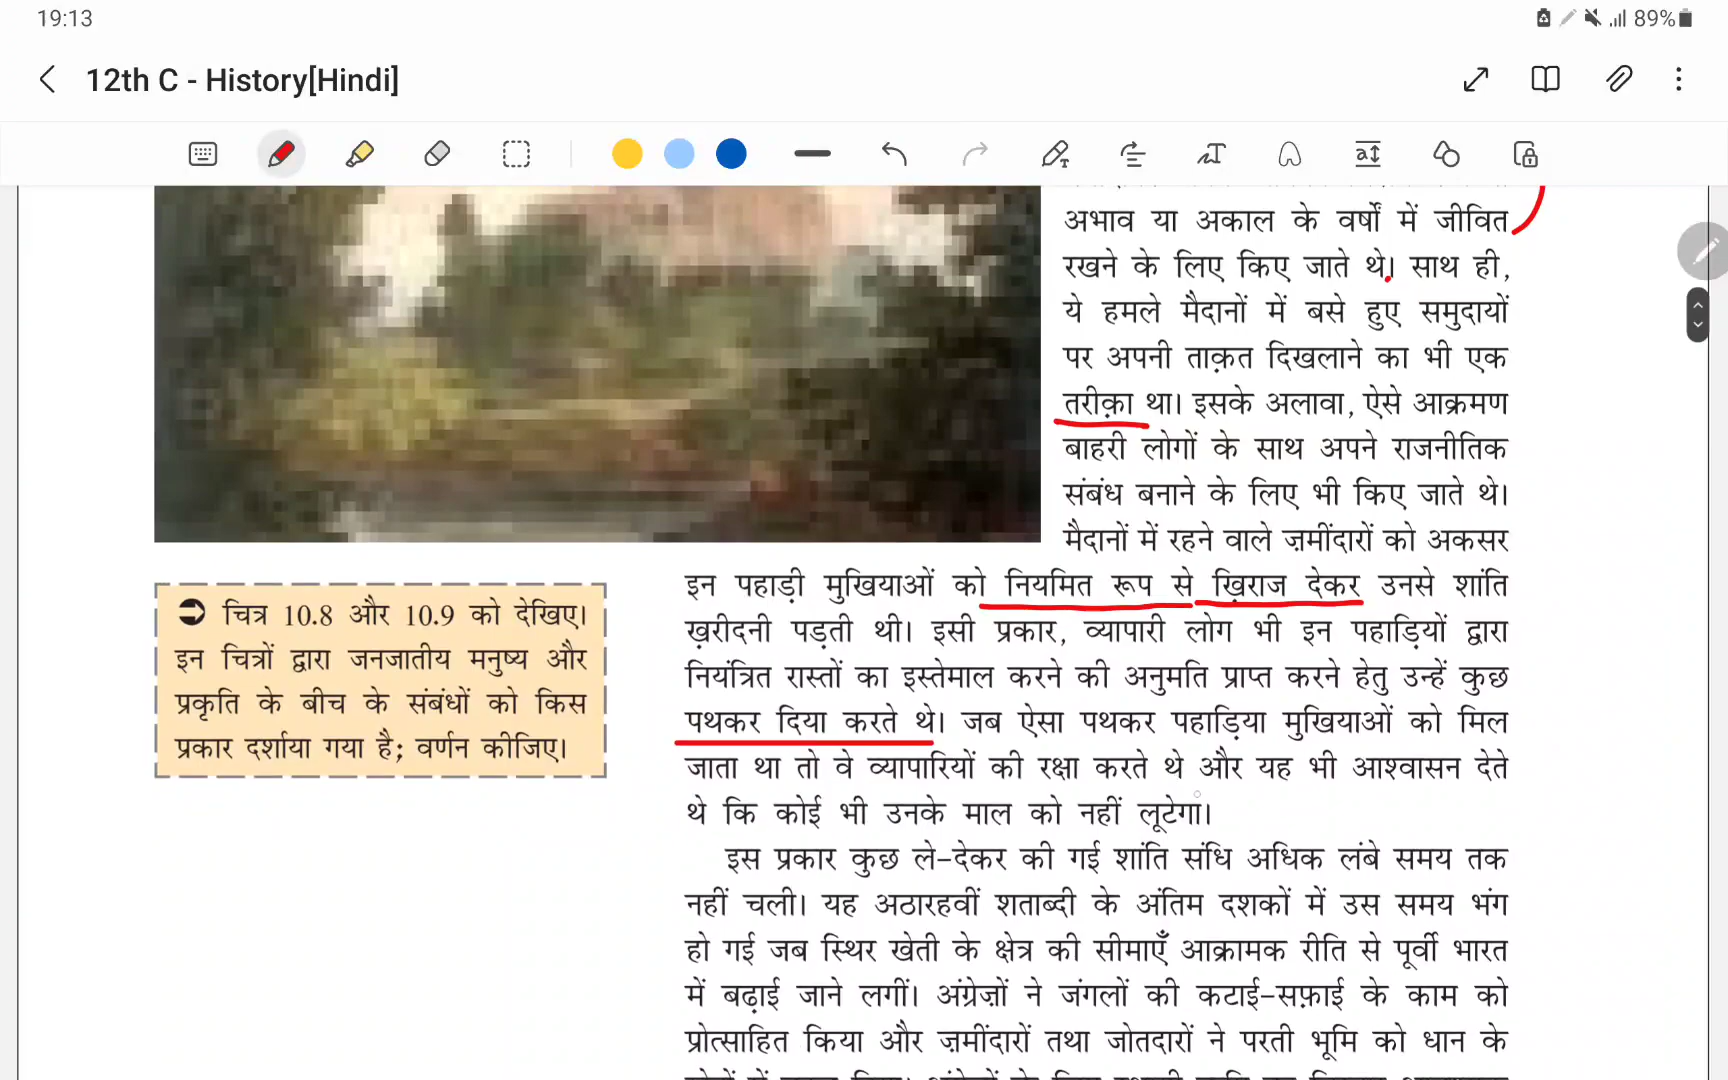 19:13
89%
12th C - History[Hindi]
अभाव या अकाल के वर्षों में जीवित
रखने के लिए किए जाते थे। साथ ही,
ये हमले मैदानों में बसे हुए समुदायों
पर अपनी ताक़त दिखलाने का भी एक
तरीक़ा था। इसके अलावा, ऐसे आक्रमण
बाहरी लोगों के साथ अपने राजनीतिक
संबंध बनाने के लिए भी किए जाते थे।
मैदानों में रहने वाले ज़मींदारों को अकसर
इन पहाड़ी मुखियाओं को नियमित रूप से ख़िराज देकर उनसे शांति
ख़रीदनी पड़ती थी। इसी प्रकार, व्यापारी लोग भी इन पहाड़ियों द्वारा
नियंत्रित रास्तों का इस्तेमाल करने की अनुमति प्राप्त करने हेतु उन्हें कुछ
पथकर दिया करते थे। जब ऐसा पथकर पहाड़िया मुखियाओं को मिल
जाता था तो वे व्यापारियों की रक्षा करते थे और यह भी आश्वासन देते
थे कि कोई भी उनके माल को नहीं लूटेगा।
इस प्रकार कुछ ले-देकर की गई शांति संधि अधिक लंबे समय तक
नहीं चली। यह अठारहवीं शताब्दी के अंतिम दशकों में उस समय भंग
हो गई जब स्थिर खेती के क्षेत्र की सीमाएँ आक्रामक रीति से पूर्वी भारत
में बढ़ाई जाने लगीं। अंग्रेज़ों ने जंगलों की कटाई-सफ़ाई के काम को
प्रोत्साहित किया और ज़मींदारों तथा जोतदारों ने परती भूमि को धान के
➲ चित्र 10.8 और 10.9 को देखिए।
इन चित्रों द्वारा जनजातीय मनुष्य और
प्रकृति के बीच के संबंधों को किस
प्रकार दर्शाया गया है; वर्णन कीजिए।